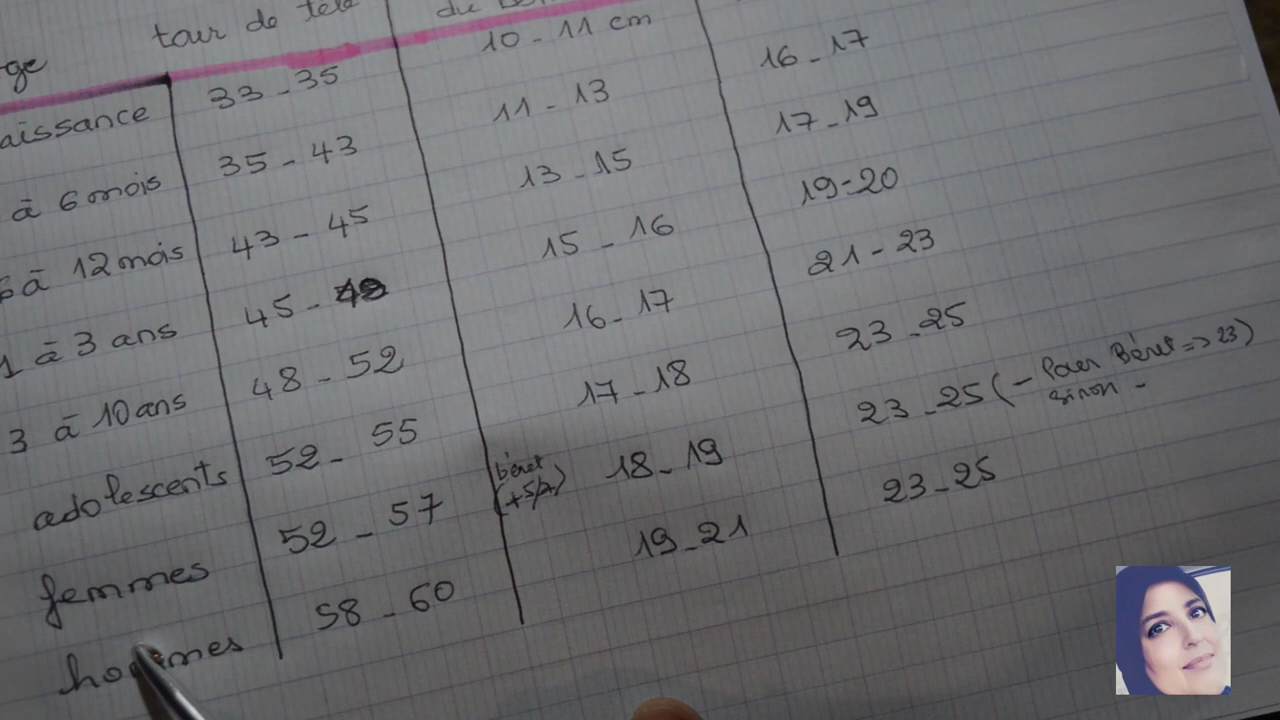 tour de tête
10 - 11 cm
aissance 33 - 35 11 - 13 16 - 17
à 6 mois 35 - 43 13 - 15 17 - 19
6 à 12 mois 43 - 45 15 - 16 19 - 20
1 à 3 ans 45 - 16 - 17 21 - 23
3 à 10 ans 48 - 52 17 - 18 23 - 25
adolescents 52 - 55 18 - 19 23 - 25 (- Pour Béret => 23)
sinon -
femmes 52 - 57 béret 19 - 21 23 - 25
hommes 58 - 60